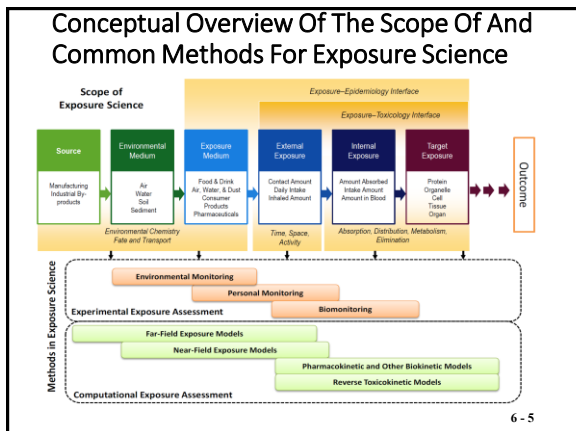 Conceptual Overview Of The Scope Of And
Common Methods For Exposure Science
Scope of
Exposure Science
Exposure–Epidemiology Interface
Exposure–Toxicology Interface
Source
Manufacturing
Industrial By-
products
Environmental
Medium
Air
Water
Soil
Sediment
Exposure
Medium
Food & Drink
Air, Water, & Dust
Consumer
Products
Pharmaceuticals
External
Exposure
Contact Amount
Daily Intake
Inhaled Amount
Internal
Exposure
Amount Absorbed
Intake Amount
Amount in Blood
Target
Exposure
Protein
Organelle
Cell
Tissue
Organ
Outcome
Environmental Chemistry
Fate and Transport
Time, Space,
Activity
Absorption, Distribution, Metabolism,
Elimination
Methods in Exposure Science
Environmental Monitoring
Personal Monitoring
Biomonitoring
Experimental Exposure Assessment
Far-Field Exposure Models
Near-Field Exposure Models
Pharmacokinetic and Other Biokinetic Models
Reverse Toxicokinetic Models
Computational Exposure Assessment
6 - 5